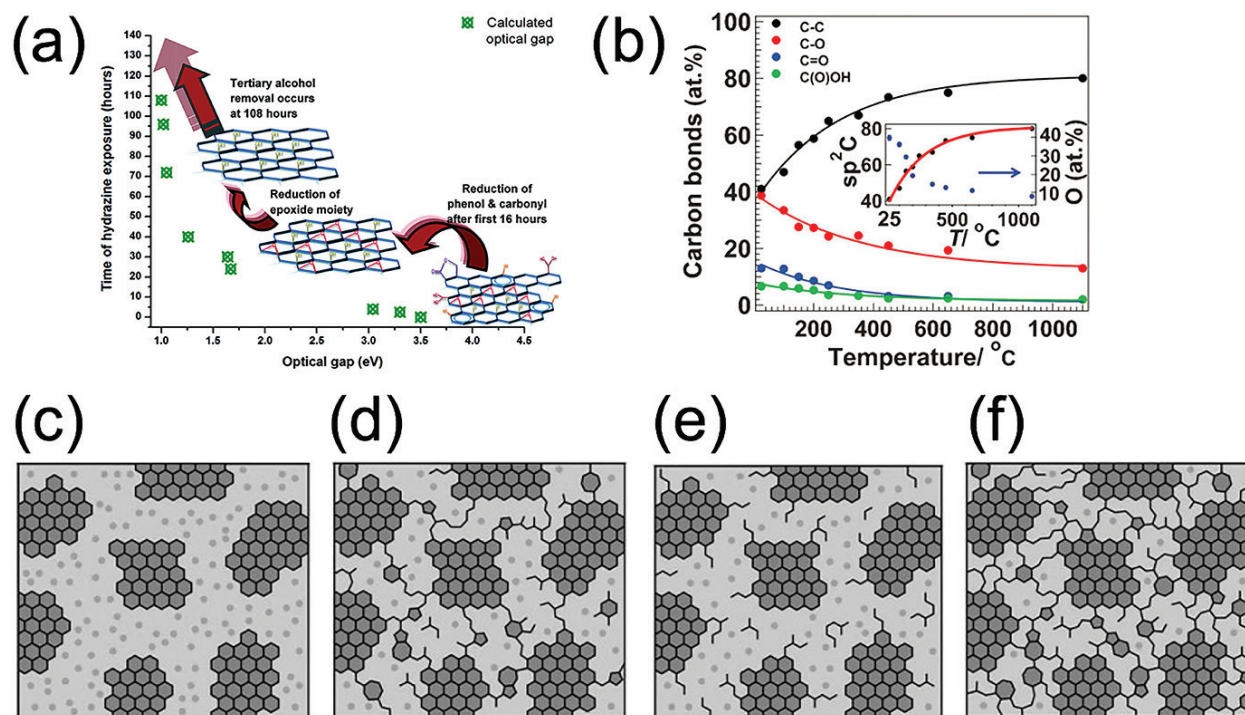 (a)
Calculated
optical gap
Time of hydrazine exposure (hours)
140
130
120
110
100
90
80
70
60
50
40
30
20
10
0
Tertiary alcohol
removal occurs
at 108 hours
Reduction of
epoxide moiety
Reduction of
phenol & carbonyl
after first 16 hours
1.0 1.5 2.0 2.5 3.0 3.5 4.0 4.5
Optical gap (eV)
(b)
Carbon bonds (at.%)
100
80
60
40
20
0
C-C
C-O
C=O
C(O)OH
sp²C
80
60
40
40
30
20
10
O (at.%)
25 500 1100
T/ °C
0 200 400 600 800 1000
Temperature/ °C
(c)
(d)
(e)
(f)